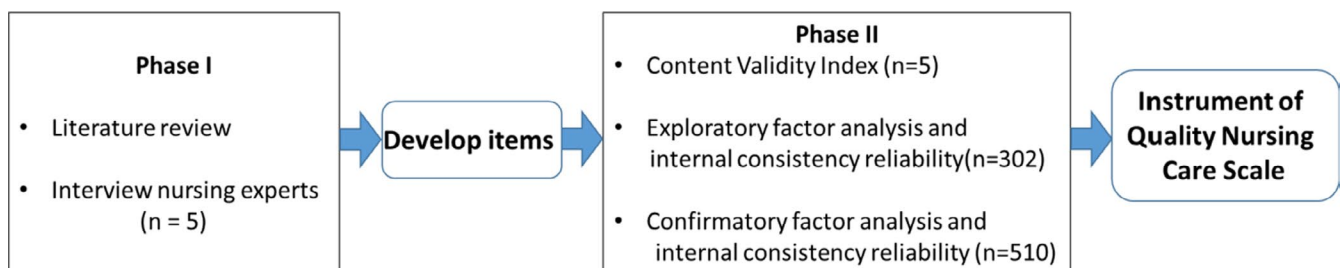 Phase I
• Literature review
• Interview nursing experts
(n = 5)
Develop items
Phase II
• Content Validity Index (n=5)
• Exploratory factor analysis and
internal consistency reliability(n=302)
• Confirmatory factor analysis and
internal consistency reliability (n=510)
Instrument of
Quality Nursing
Care Scale